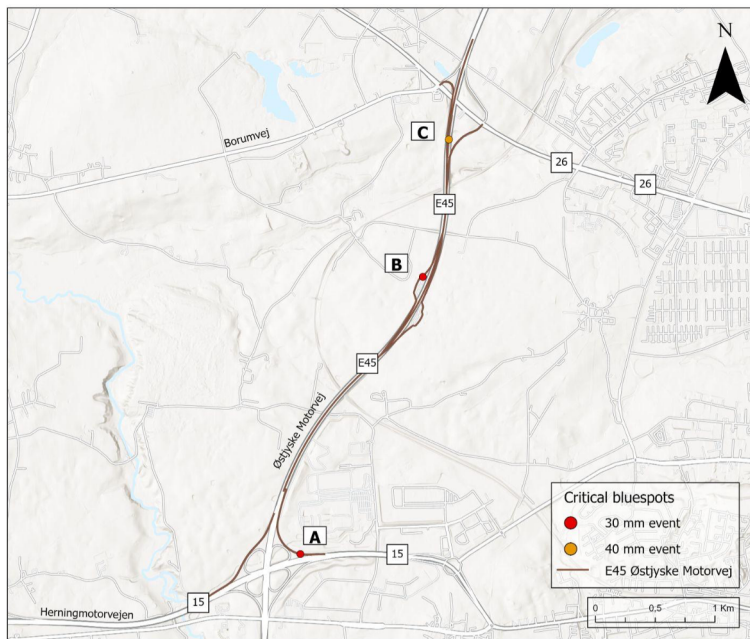 N
Borumvej
C
26
26
E45
B
E45
Østjyske Motorvej
A
15
15
Herningmotorvejen
Critical bluespots
30 mm event
40 mm event
E45 Østjyske Motorvej
0 0,5 1 Km